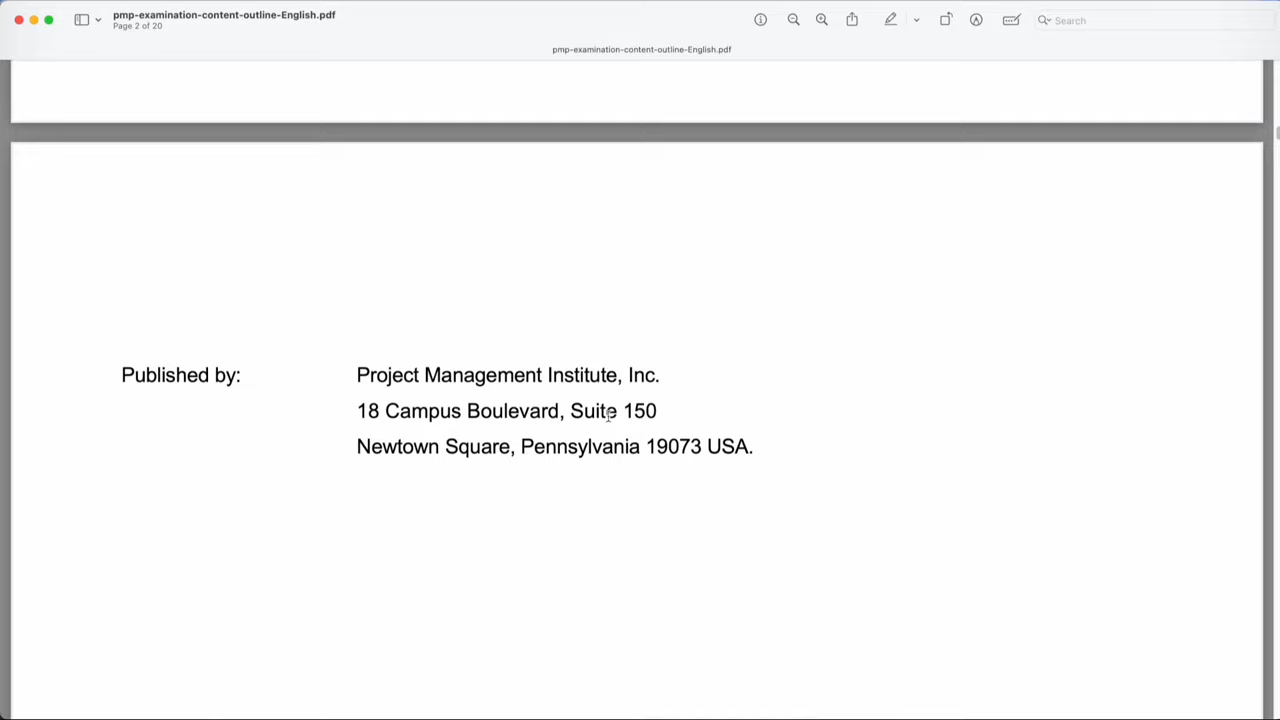 pmp-examination-content-outline-English.pdf
Page 2 of 20
Search
pmp-examination-content-outline-English.pdf
Published by: Project Management Institute, Inc.
18 Campus Boulevard, Suite 150
Newtown Square, Pennsylvania 19073 USA.